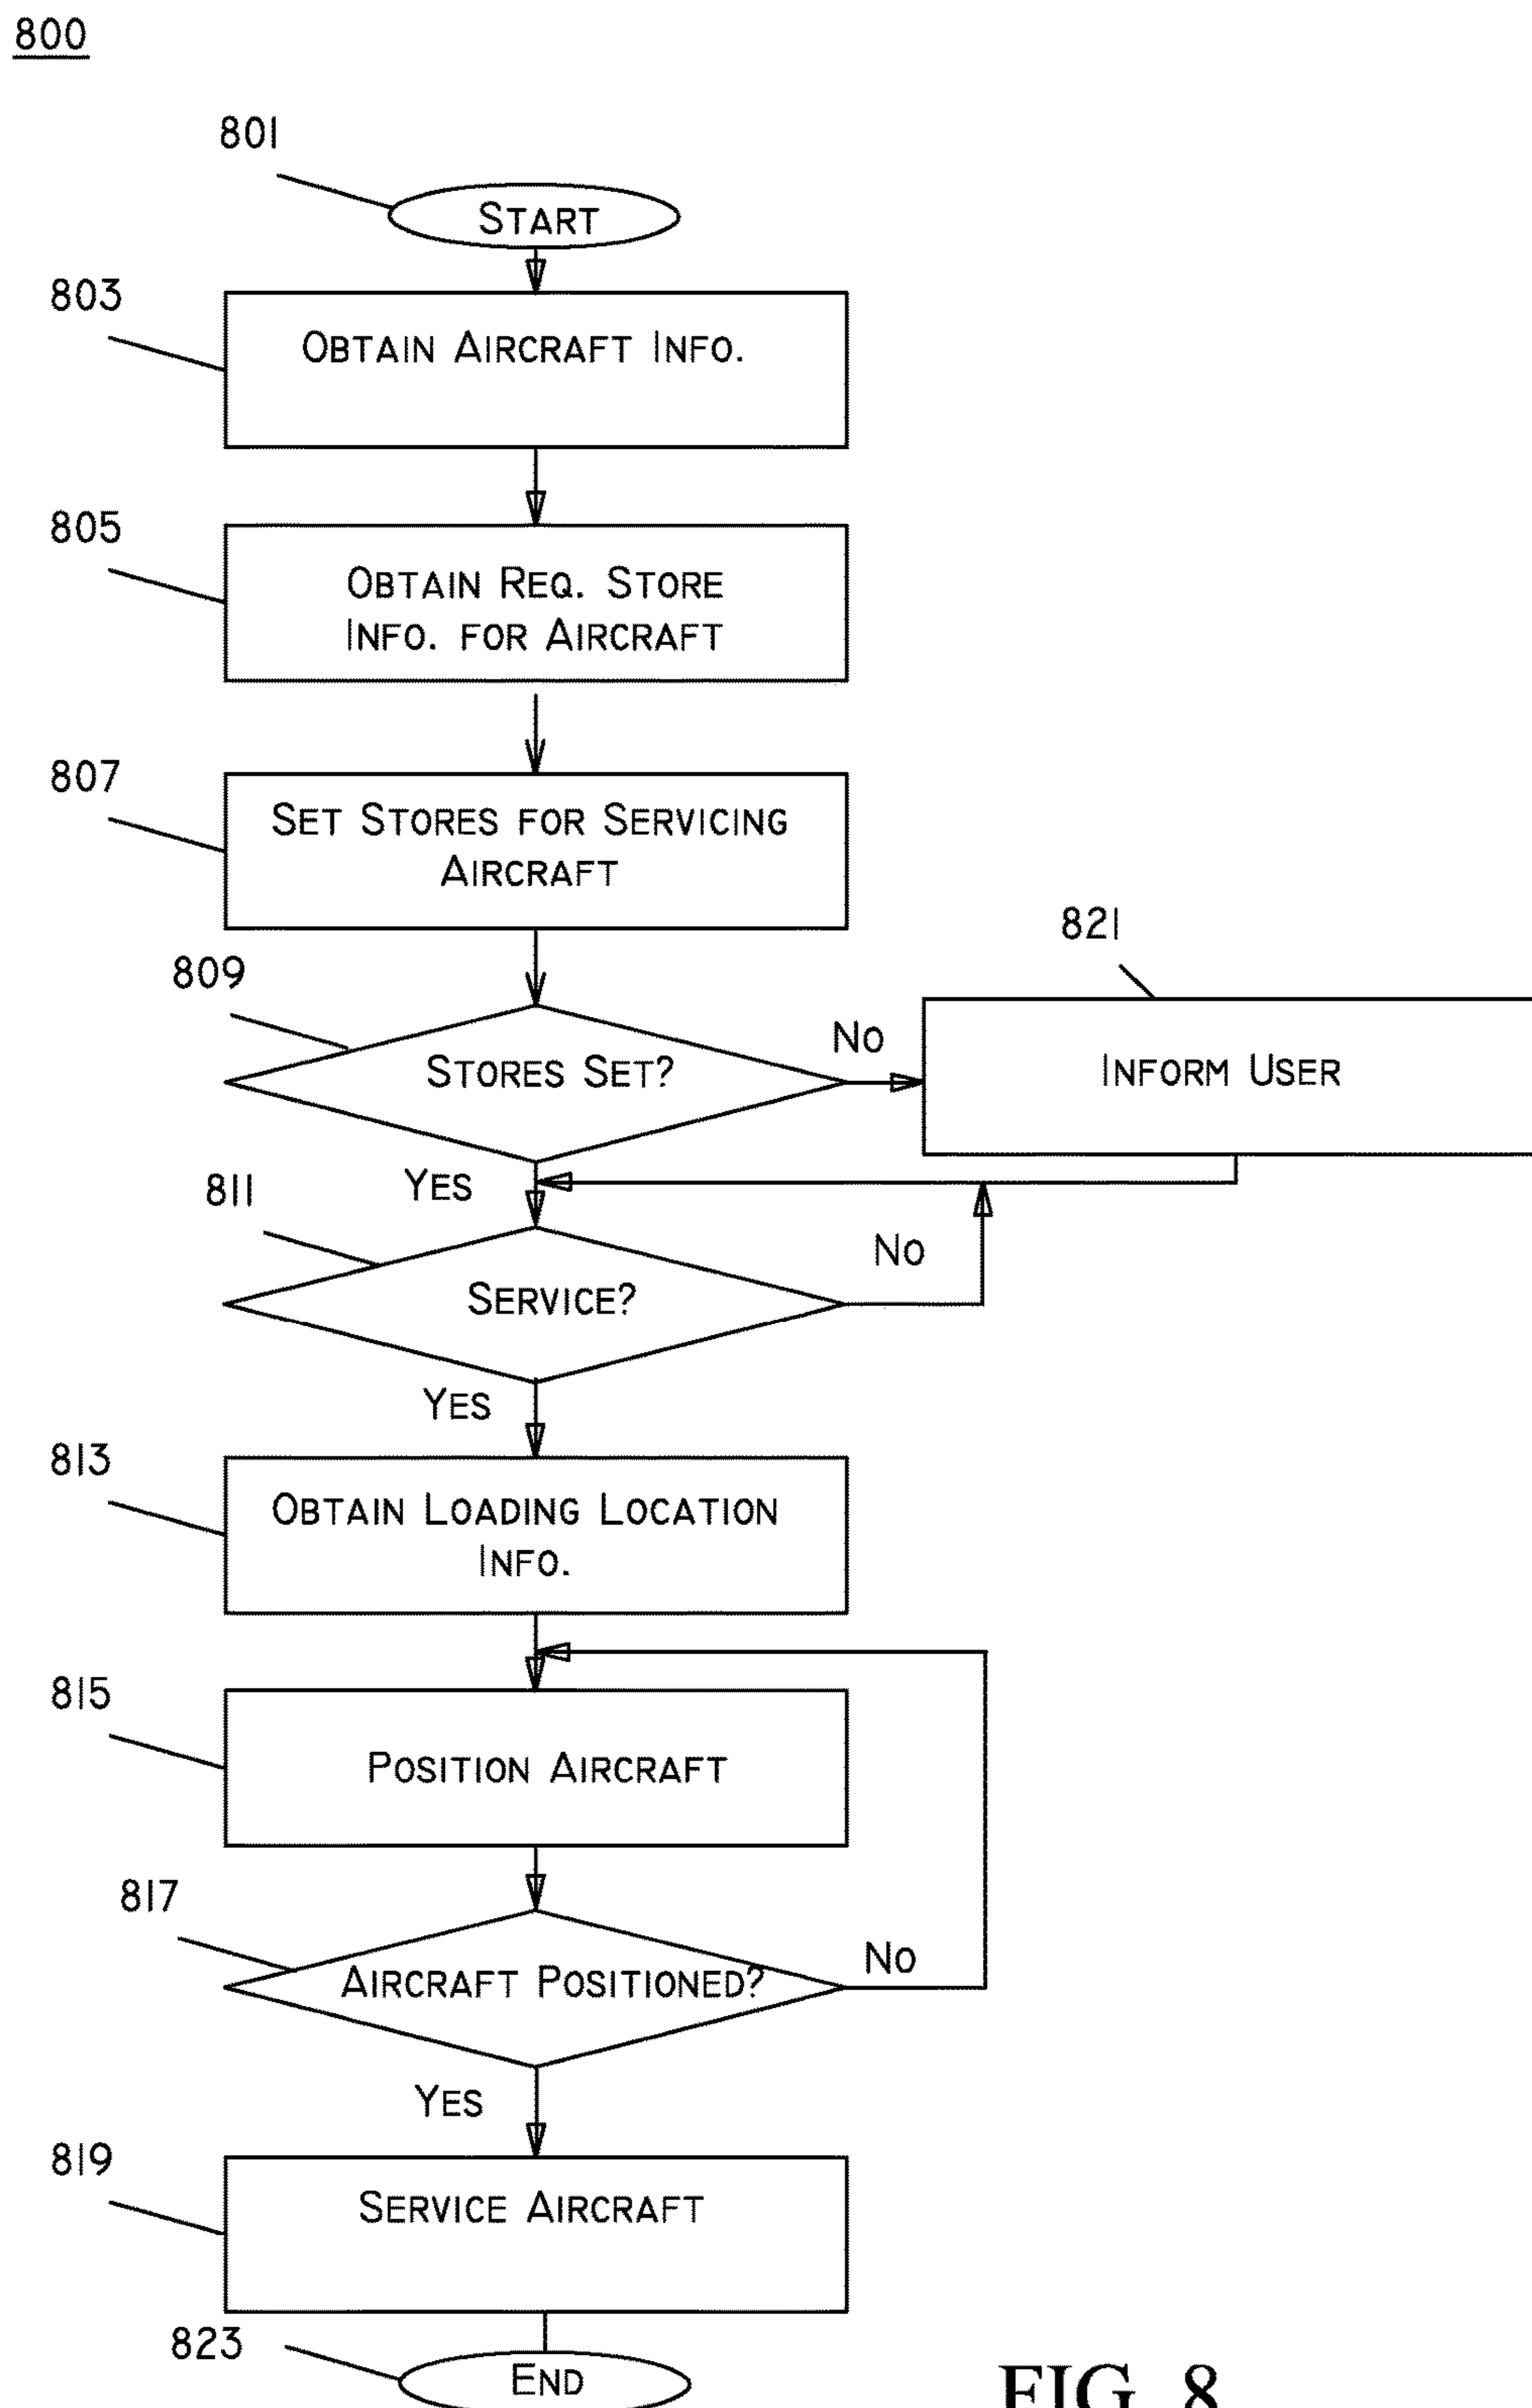 800
801
START
803
OBTAIN AIRCRAFT INFO.
805
OBTAIN REQ. STORE
INFO. FOR AIRCRAFT
807
SET STORES FOR SERVICING
AIRCRAFT
809
STORES SET?
NO
821
INFORM USER
YES
811
SERVICE?
NO
YES
813
OBTAIN LOADING LOCATION
INFO.
815
POSITION AIRCRAFT
817
AIRCRAFT POSITIONED?
NO
YES
819
SERVICE AIRCRAFT
823
END
FIG. 8